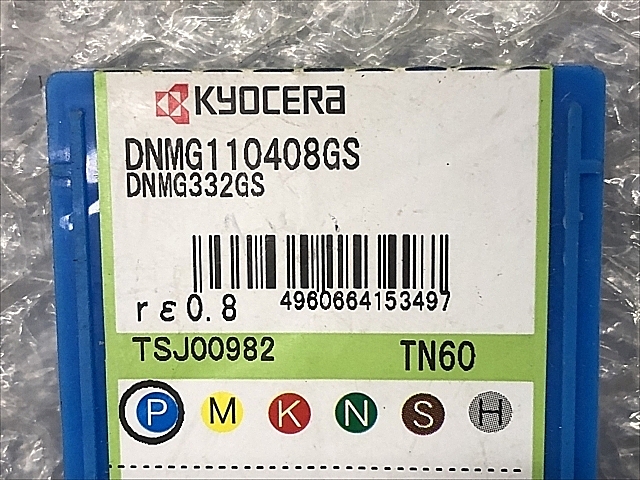 KYOCERA
DNMG110408GS
DNMG332GS
rε0.8
4960664153497
TSJ00982
TN60
P M K N S H